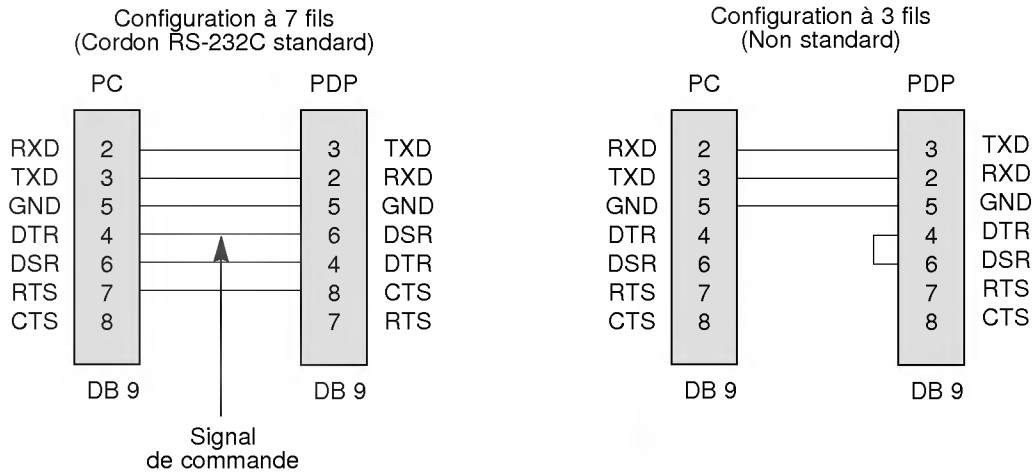 Configuration à 7 fils
(Cordon RS-232C standard)
PC PDP
RXD 2 3 TXD
TXD 3 2 RXD
GND 5 5 GND
DTR 4 6 DSR
DSR 6 4 DTR
RTS 7 8 CTS
CTS 8 7 RTS
DB 9 DB 9
Signal
de commande
Configuration à 3 fils
(Non standard)
PC PDP
RXD 2 3 TXD
TXD 3 2 RXD
GND 5 5 GND
DTR 4 4 DTR
DSR 6 6 DSR
RTS 7 7 RTS
CTS 8 8 CTS
DB 9 DB 9